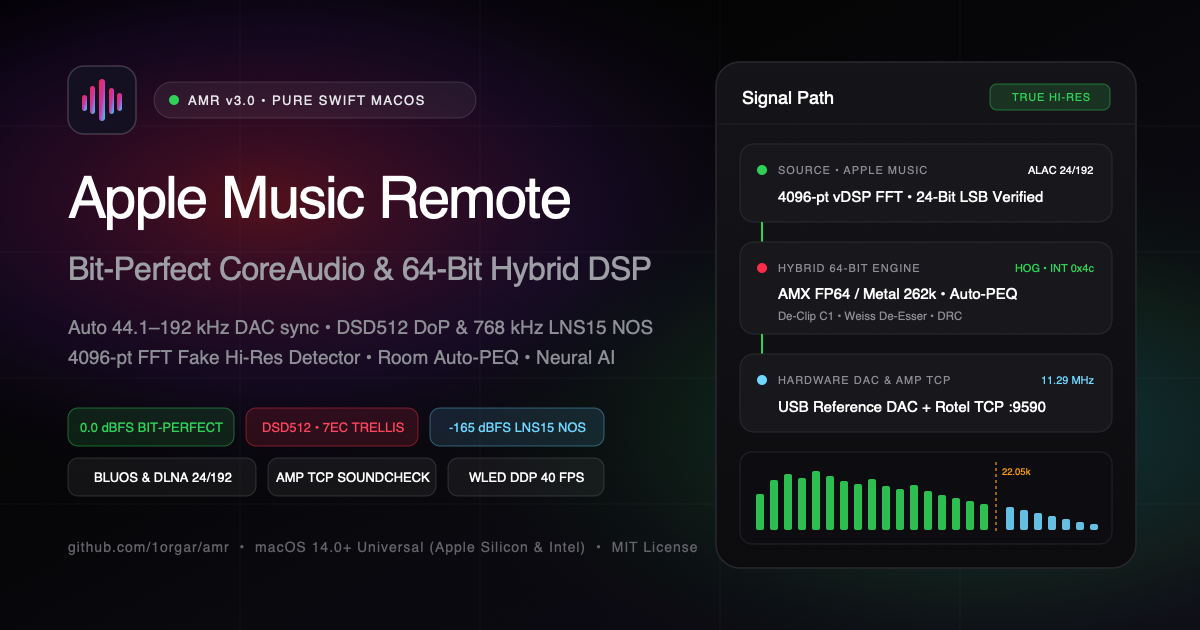 AMR v3.0 • PURE SWIFT MACOS
Apple Music Remote
Bit-Perfect CoreAudio & 64-Bit Hybrid DSP
Auto 44.1–192 kHz DAC sync • DSD512 DoP & 768 kHz LNS15 NOS
4096-pt FFT Fake Hi-Res Detector • Room Auto-PEQ • Neural AI
0.0 dBFS BIT-PERFECT
DSD512 • 7EC TRELLIS
-165 dBFS LNS15 NOS
BLUOS & DLNA 24/192
AMP TCP SOUNDCHECK
WLED DDP 40 FPS
github.com/1orgar/amr • macOS 14.0+ Universal (Apple Silicon & Intel) • MIT License
Signal Path
TRUE HI-RES
SOURCE • APPLE MUSIC
ALAC 24/192
4096-pt vDSP FFT • 24-Bit LSB Verified
HYBRID 64-BIT ENGINE
HOG • INT 0x4c
AMX FP64 / Metal 262k • Auto-PEQ
De-Clip C1 • Weiss De-Esser • DRC
HARDWARE DAC & AMP TCP
11.29 MHz
USB Reference DAC + Rotel TCP :9590
22.05k